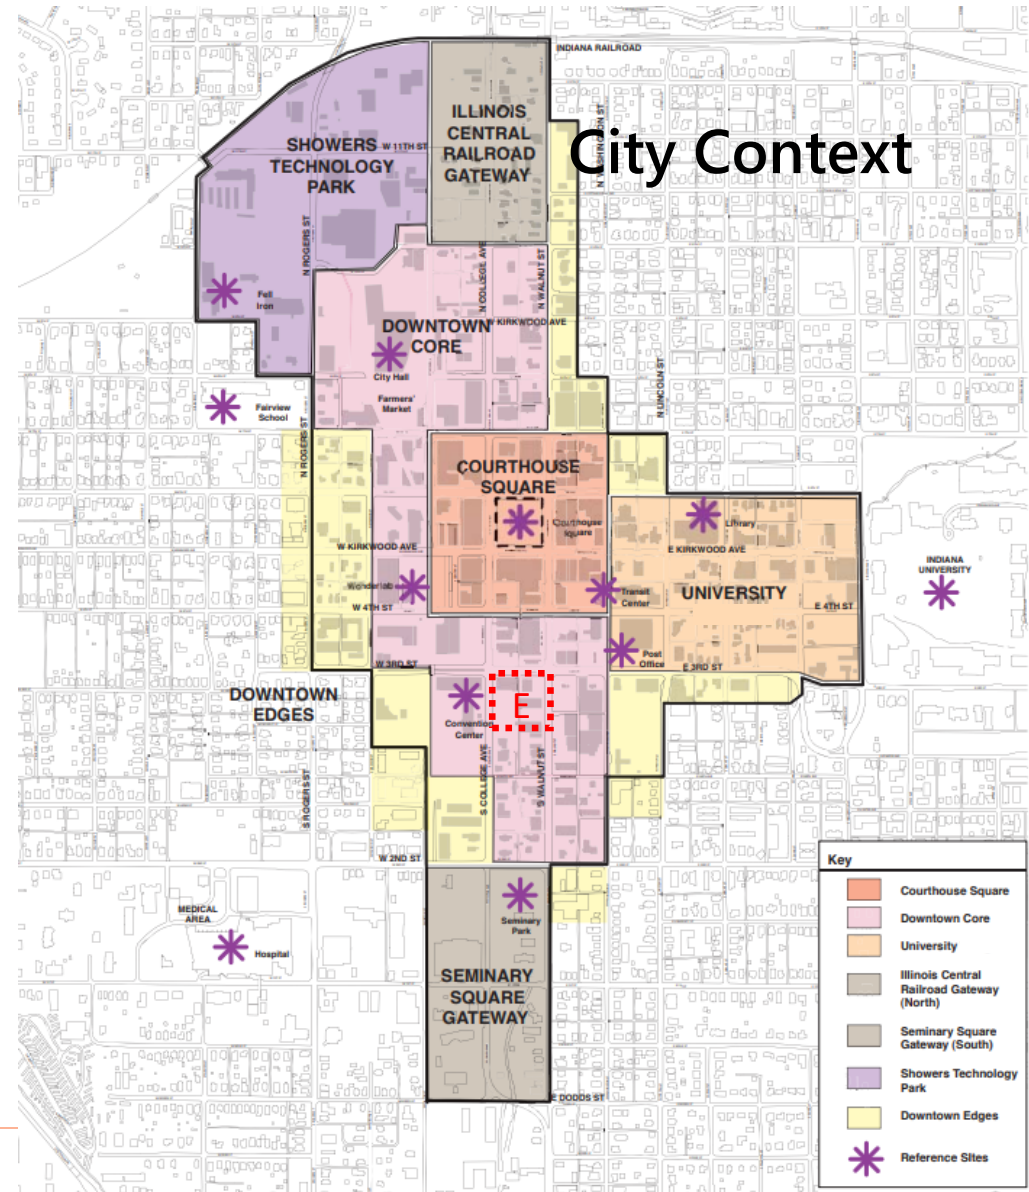 INDIANA RAILROAD
City Context
N WASHINGTON ST
ILLINOIS
CENTRAL
RAILROAD
GATEWAY
SHOWERS
TECHNOLOGY
PARK
W 11TH ST
N ROGERS ST
N COLLEGE AVE
N WALNUT ST
Fell
Iron
W KIRKWOOD AVE
DOWNTOWN
CORE
City Hall
Farmers'
Market
N LINCOLN ST
Fairview
School
N ROGERS ST
COURTHOUSE
SQUARE
Courthouse
Square
Library
W KIRKWOOD AVE
E KIRKWOOD AVE
INDIANA
UNIVERSITY
Wonderlab
W 4TH ST
Transit
Center
UNIVERSITY
E 4TH ST
Post
Office
W 3RD ST
E 3RD ST
DOWNTOWN
EDGES
E
Convention
Center
S COLLEGE AVE
S WALNUT ST
S ROGERS ST
W 2ND ST
Seminary
Park
MEDICAL
AREA
Hospital
SEMINARY
SQUARE
GATEWAY
E DODDS ST
Key
Courthouse Square
Downtown Core
University
Illinois Central
Railroad Gateway
(North)
Seminary Square
Gateway (South)
Showers Technology
Park
Downtown Edges
Reference Sites